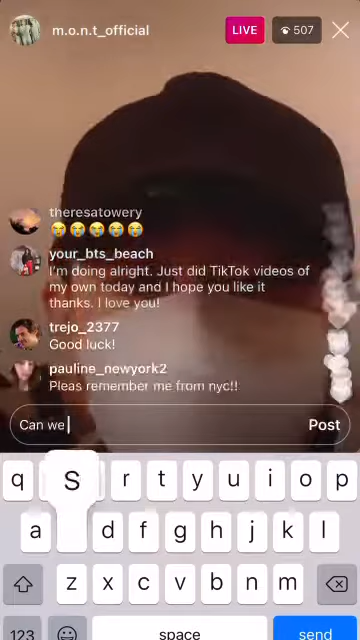 m.o.n.t_official
LIVE
507
theresatowery
😭😭😭😭😭
your_bts_beach
I'm doing alright. Just did TikTok videos of
my own today and I hope you like it
thanks. I love you!
trejo_2377
Good luck!
pauline_newyork2
Pleas remember me from nyc!!
Can we
Post
q S r t y u i o p
a d f g h j k l
z x c v b n m
123 space send